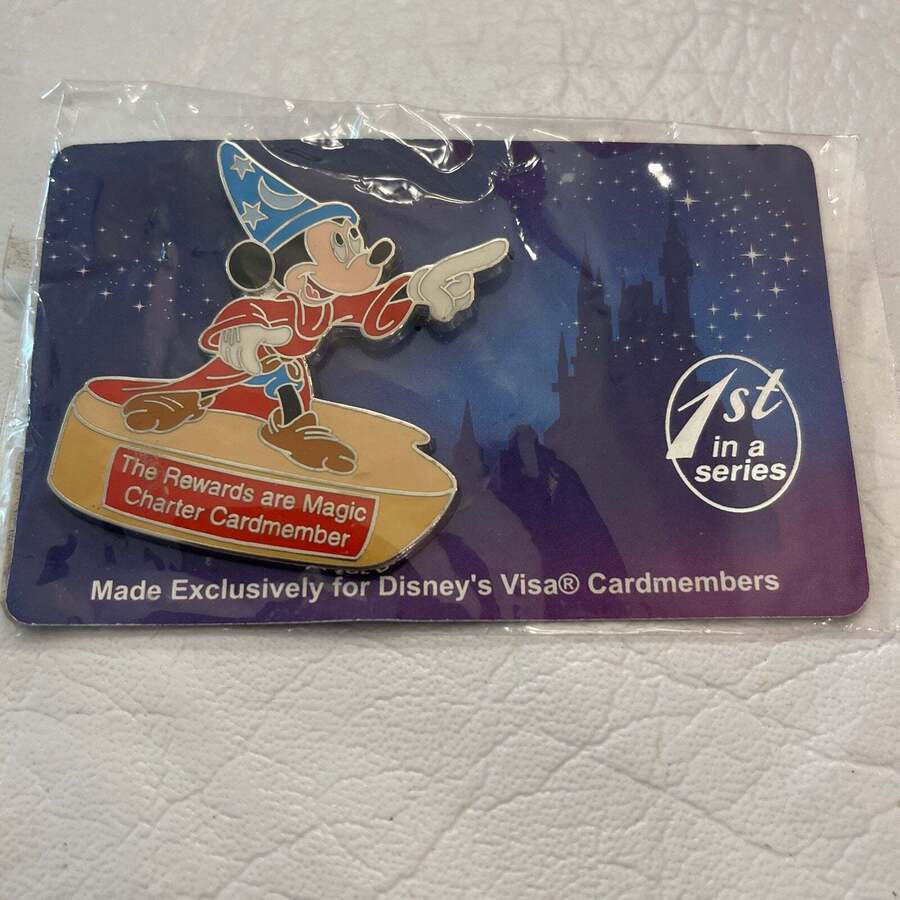 The Rewards are Magic
Charter Cardmember
1st
in a
series
Made Exclusively for Disney's Visa® Cardmembers